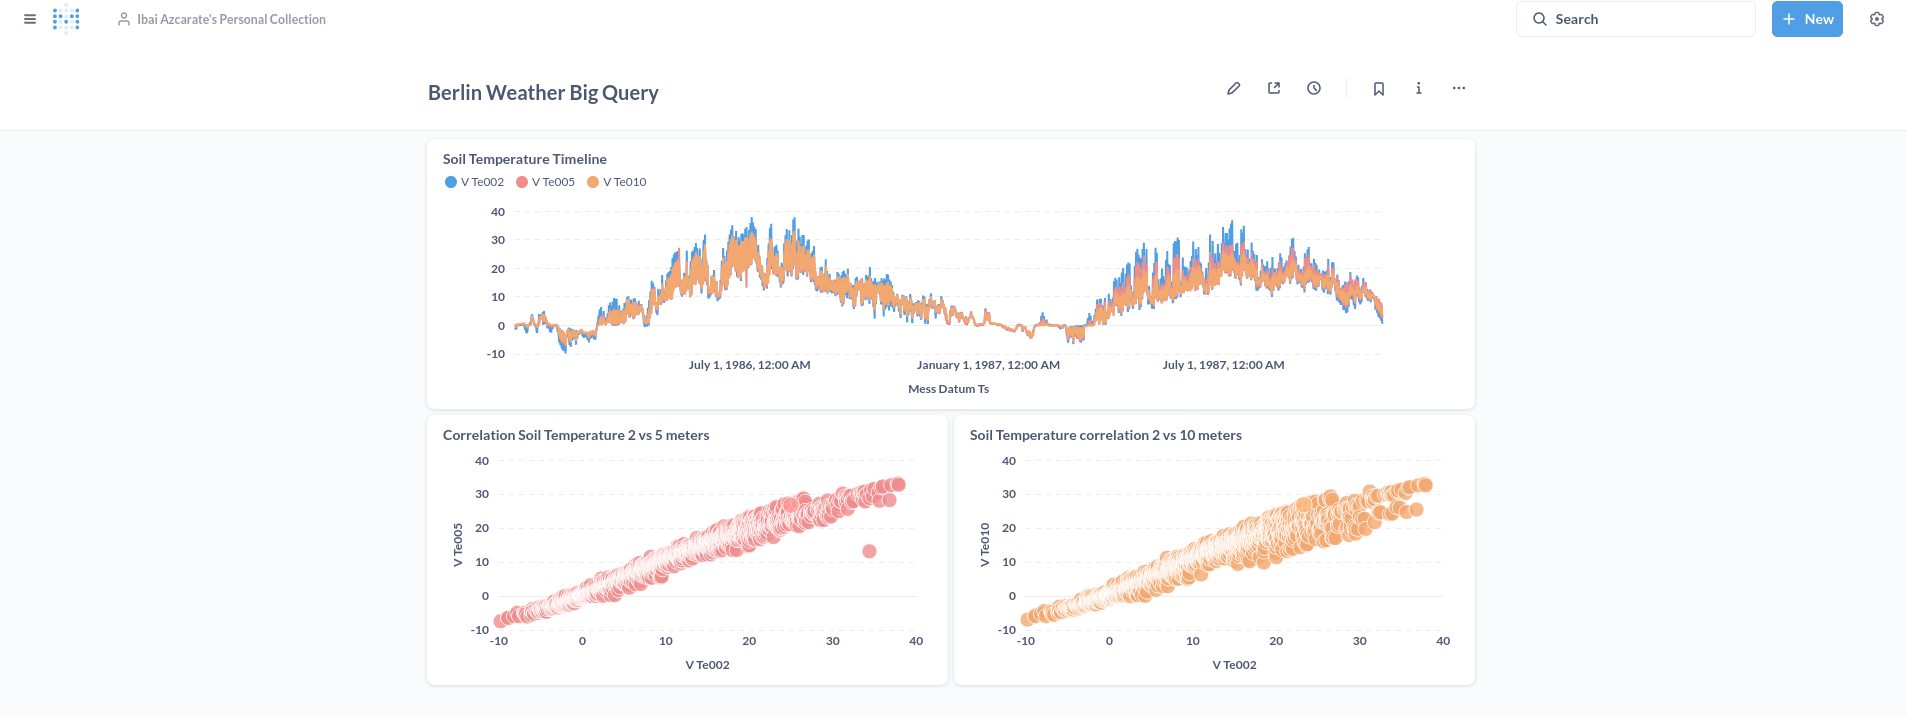 Ibai Azcarate's Personal Collection
Search
New
Berlin Weather Big Query
Soil Temperature Timeline
V Te002 V Te005 V Te010
40
30
20
10
0
-10
July 1, 1986, 12:00 AM January 1, 1987, 12:00 AM July 1, 1987, 12:00 AM
Mess Datum Ts
Correlation Soil Temperature 2 vs 5 meters
40
30
20
10
0
-10
V Te005
-10 0 10 20 30 40
V Te002
Soil Temperature correlation 2 vs 10 meters
40
30
20
10
0
-10
V Te010
-10 0 10 20 30 40
V Te002